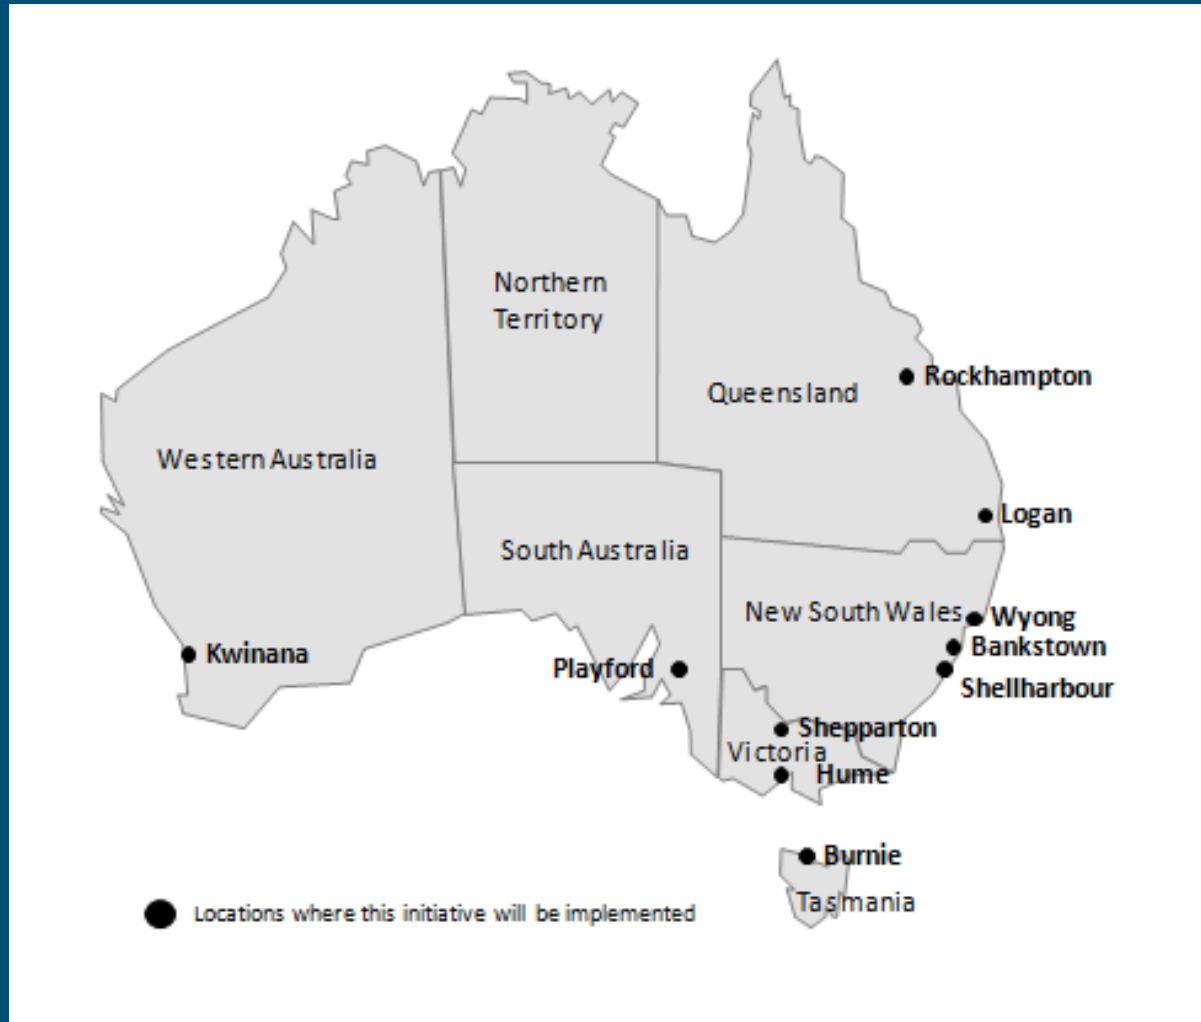 Northern
Territory
Rockhampton
Queensland
Western Australia
Logan
South Australia
New South Wales
Wyong
Bankstown
Kwinana
Playford
Shellharbour
Shepparton
Victoria
Hume
Burnie
Tasmania
Locations where this initiative will be implemented